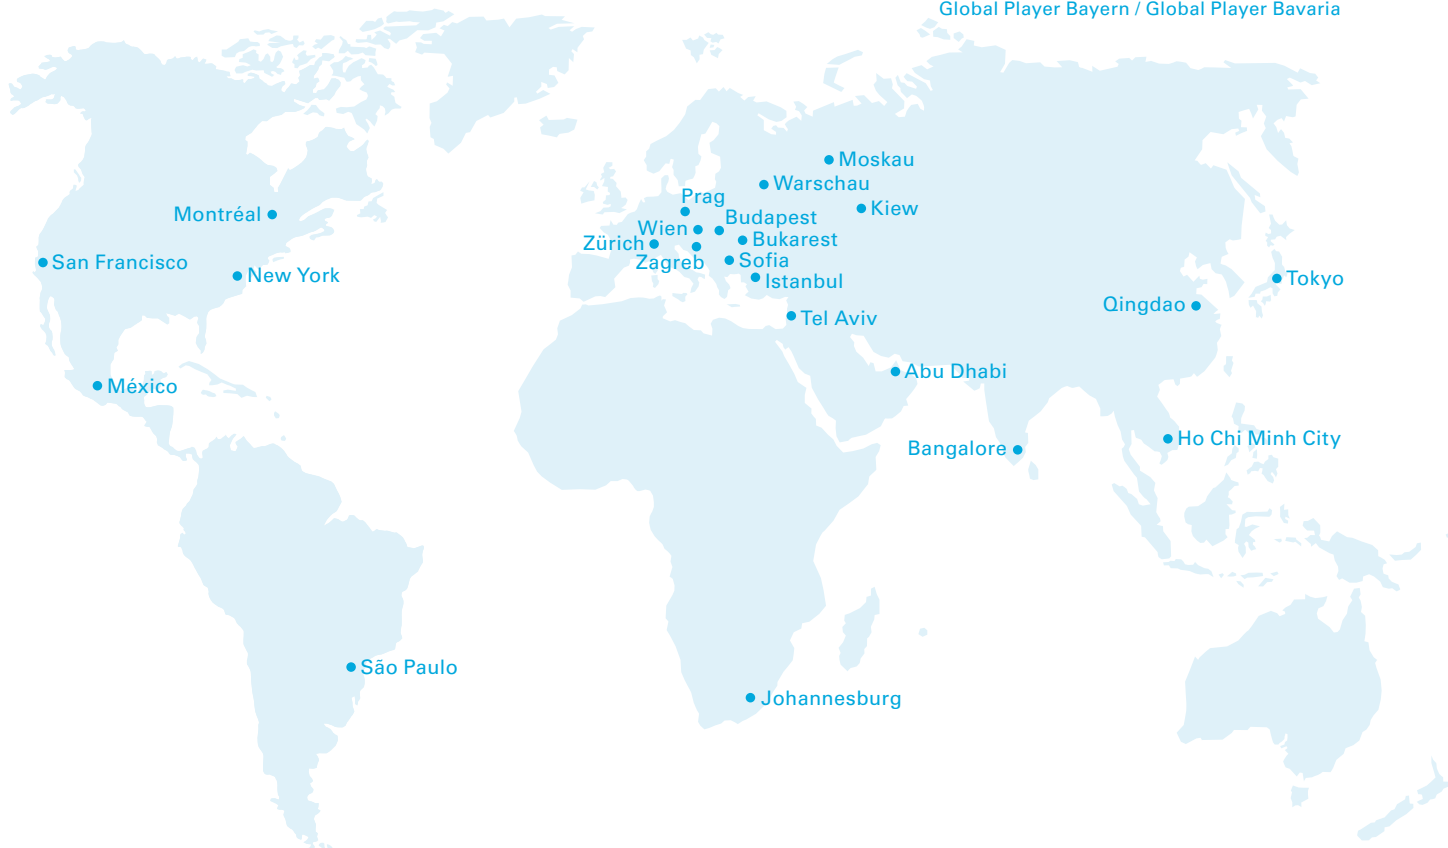 Global Player Bayern / Global Player Bavaria
Moskau
Warschau
Prag
Kiew
Montréal
Budapest
Wien
Bukarest
Zürich
San Francisco
Zagreb
Sofia
New York
Istanbul
Tokyo
Qingdao
Tel Aviv
Abu Dhabi
México
Ho Chi Minh City
Bangalore
São Paulo
Johannesburg